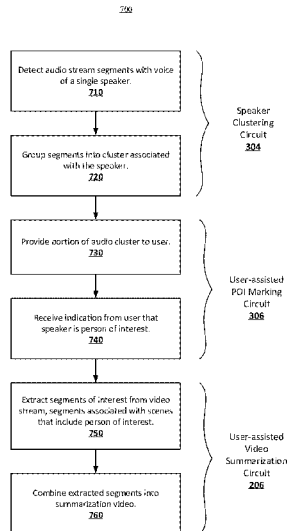 700
Detect audio stream segments with voice
of a single speaker.
710
Speaker
Clustering
Circuit
304
Group segments into cluster associated
with the speaker.
720
Provide portion of audio cluster to user.
730
User-assisted
POI Marking
Circuit
306
Receive indication from user that
speaker is person of interest.
740
Extract segments of interest from video
stream, segments associated with scenes
that include person of interest.
750
User-assisted
Video
Summarization
Circuit
206
Combine extracted segments into
summarization video.
760